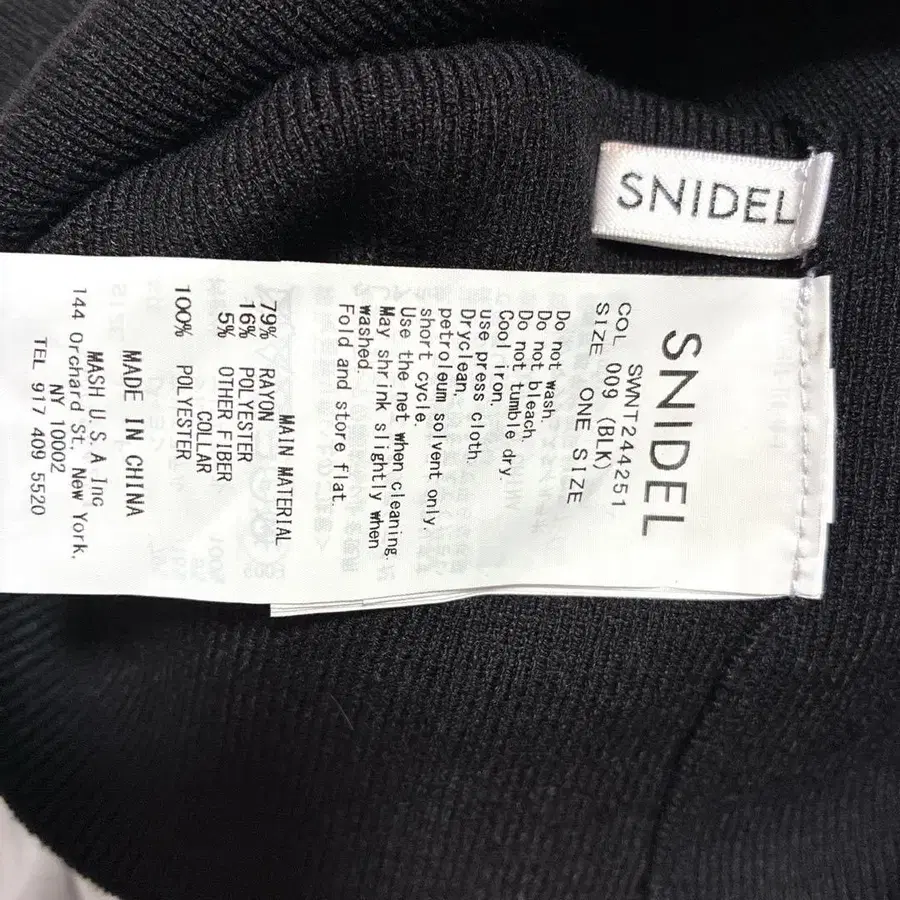 SNIDEL
SNIDEL
SWNT244251
COL 009 (BLK)
SIZE ONE SIZE
Do not wash.
Do not bleach.
Do not tumble dry.
Cool iron.
use press cloth.
Dryclean,
petroleum solvent only.
short cycle.
Use the net when cleaning.
May shrink slightly when
washed.
Fold and store flat.
MAIN MATERIAL
79% RAYON
16% POLYESTER
5% OTHER FIBER
COLLAR
100% POLYESTER
MADE IN CHINA
MASH U.S.A Inc
144 Orchard St, New York,
NY 10002
TEL 917 409 5520